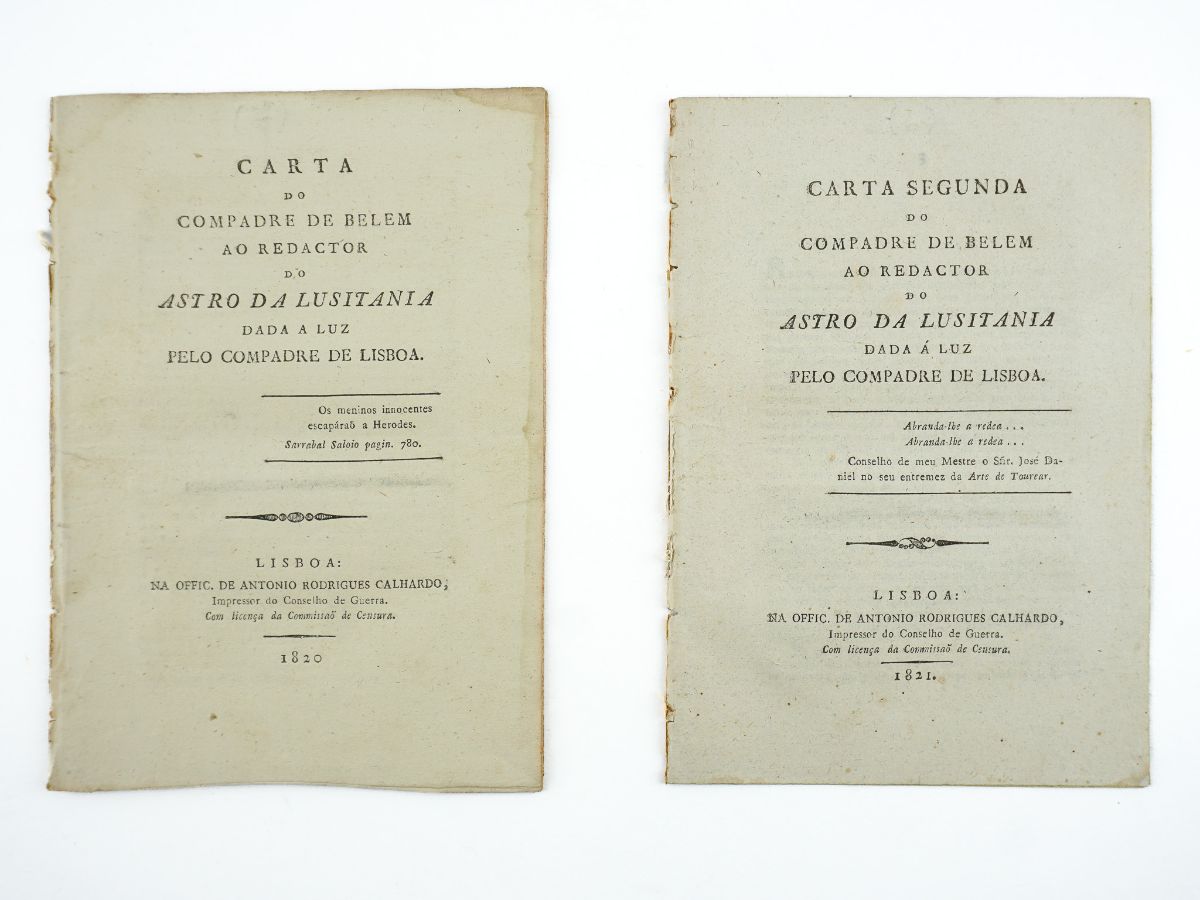 CARTA
DO
COMPADRE DE BELEM
AO REDACTOR
DO
ASTRO DA LUSITANIA
DADA A LUZ
PELO COMPADRE DE LISBOA.
Os meninos innocentes
escapáraõ a Herodes.
Sarrabal Saloio pagin. 780.
LISBOA:
NA OFFIC. DE ANTONIO RODRIGUES CALHARDO,
Impressor do Conselho de Guerra.
Com licença da Commissaõ de Censura.
1820
CARTA SEGUNDA
DO
COMPADRE DE BELEM
AO REDACTOR
DO
ASTRO DA LUSITANIA
DADA Á LUZ
PELO COMPADRE DE LISBOA.
Abranda-lhe a redea . . .
Abranda-lhe a redea . . .
Conselho de meu Mestre o Sñr. José Da-
niel no seu entremez da Arte de Tourear.
LISBOA:
NA OFFIC. DE ANTONIO RODRIGUES CALHARDO,
Impressor do Conselho de Guerra.
Com licença da Commissaõ de Censura.
1821.